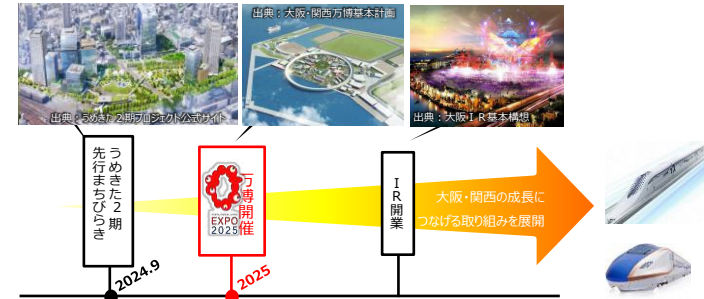 出典：うめきた２期プロジェクト公式サイト
出典：大阪・関西万博基本計画
出典：大阪ＩＲ基本構想
うめきた２期
先行まちびらき
万博開催
EXPO
2025
ＩＲ開業
大阪・関西の成長に
つなげる取り組みを展開
2024.9
2025